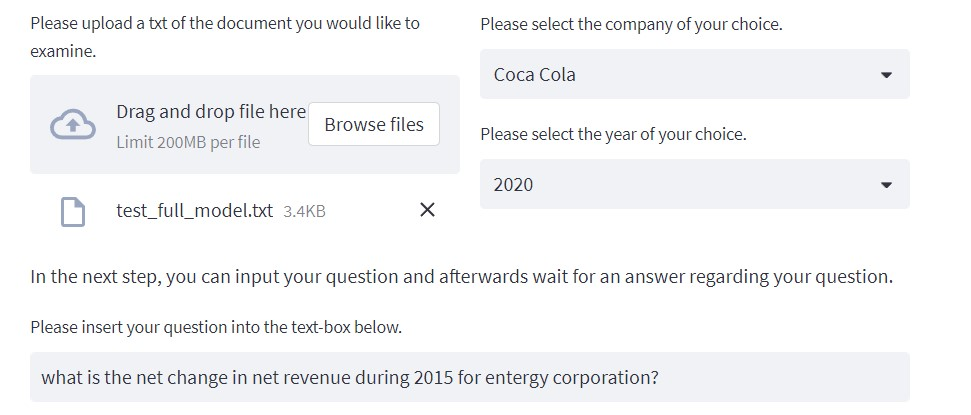 Please upload a txt of the document you would like to
examine.
Drag and drop file here
Limit 200MB per file
Browse files
test_full_model.txt 3.4KB
Please select the company of your choice.
Coca Cola
Please select the year of your choice.
2020
In the next step, you can input your question and afterwards wait for an answer regarding your question.
Please insert your question into the text-box below.
what is the net change in net revenue during 2015 for entergy corporation?